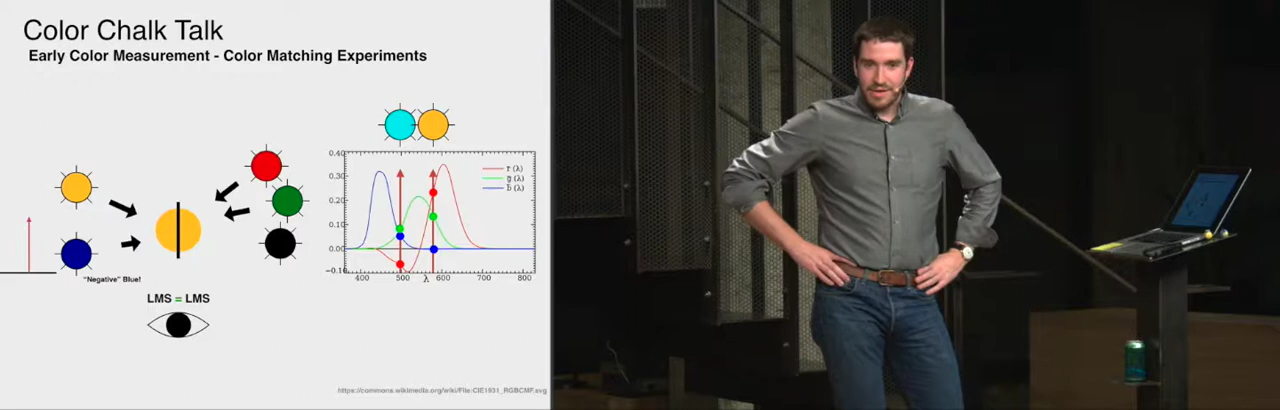 Color Chalk Talk
Early Color Measurement - Color Matching Experiments
0.40
0.30
0.20
0.10
0.00
−0.10
r̄ (λ)
ḡ (λ)
b̄ (λ)
400 500 600 700 800
λ
"Negative" Blue!
LMS = LMS
https://commons.wikimedia.org/wiki/File:CIE1931_RGBCMF.svg